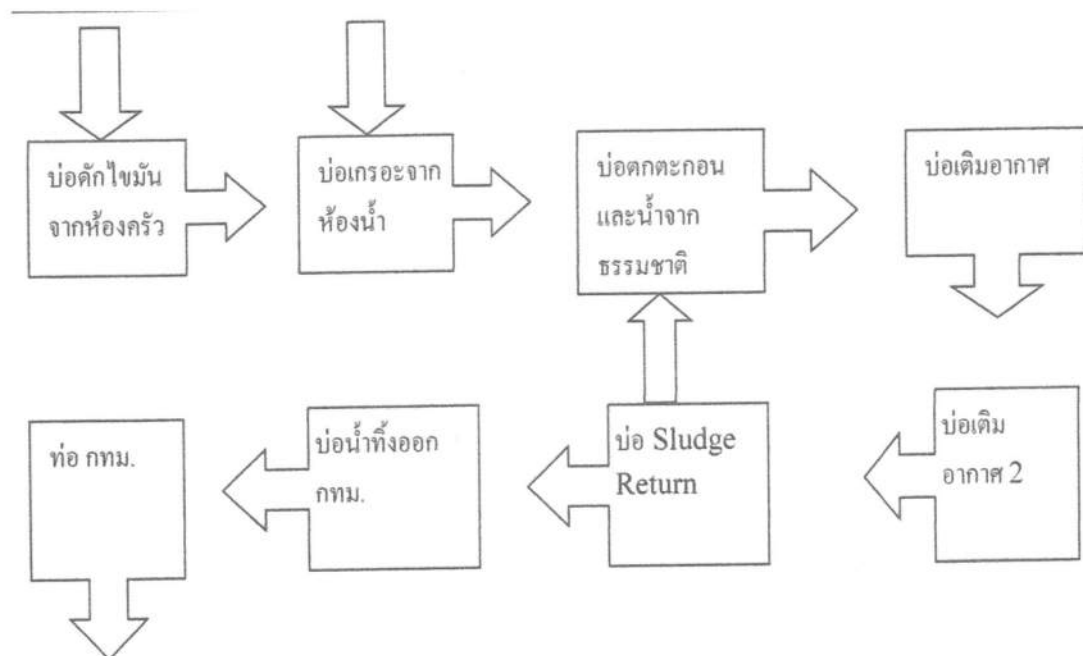 บ่อดักไขมัน
จากห้องครัว
บ่อเกรอะจาก
ห้องน้ำ
บ่อตกตะกอน
และน้ำจาก
ธรรมชาติ
บ่อเติมอากาศ
ท่อ กทม.
บ่อน้ำทิ้งออก
กทม.
บ่อ Sludge
Return
บ่อเติม
อากาศ 2